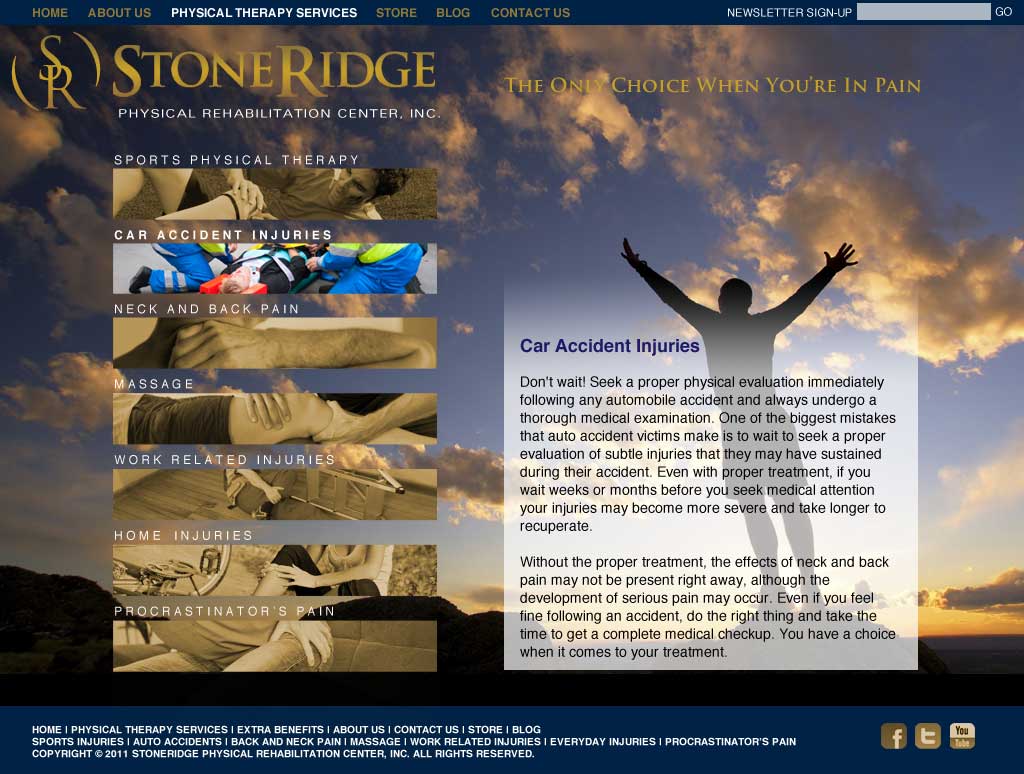 HOME ABOUT US PHYSICAL THERAPY SERVICES STORE BLOG CONTACT US NEWSLETTER SIGN-UP GO
SR STONERIDGE
PHYSICAL REHABILITATION CENTER, INC.
THE ONLY CHOICE WHEN YOU'RE IN PAIN
SPORTS PHYSICAL THERAPY
CAR ACCIDENT INJURIES
NECK AND BACK PAIN
MASSAGE
WORK RELATED INJURIES
HOME INJURIES
PROCRASTINATOR'S PAIN
Car Accident Injuries
Don't wait! Seek a proper physical evaluation immediately
following any automobile accident and always undergo a
thorough medical examination. One of the biggest mistakes
that auto accident victims make is to wait to seek a proper
evaluation of subtle injuries that they may have sustained
during their accident. Even with proper treatment, if you
wait weeks or months before you seek medical attention
your injuries may become more severe and take longer to
recuperate.
Without the proper treatment, the effects of neck and back
pain may not be present right away, although the
development of serious pain may occur. Even if you feel
fine following an accident, do the right thing and take the
time to get a complete medical checkup. You have a choice
when it comes to your treatment.
HOME | PHYSICAL THERAPY SERVICES | EXTRA BENEFITS | ABOUT US | CONTACT US | STORE | BLOG
SPORTS INJURIES | AUTO ACCIDENTS | BACK AND NECK PAIN | MASSAGE | WORK RELATED INJURIES | EVERYDAY INJURIES | PROCRASTINATOR'S PAIN
COPYRIGHT © 2011 STONERIDGE PHYSICAL REHABILITATION CENTER, INC. ALL RIGHTS RESERVED.
f t You Tube